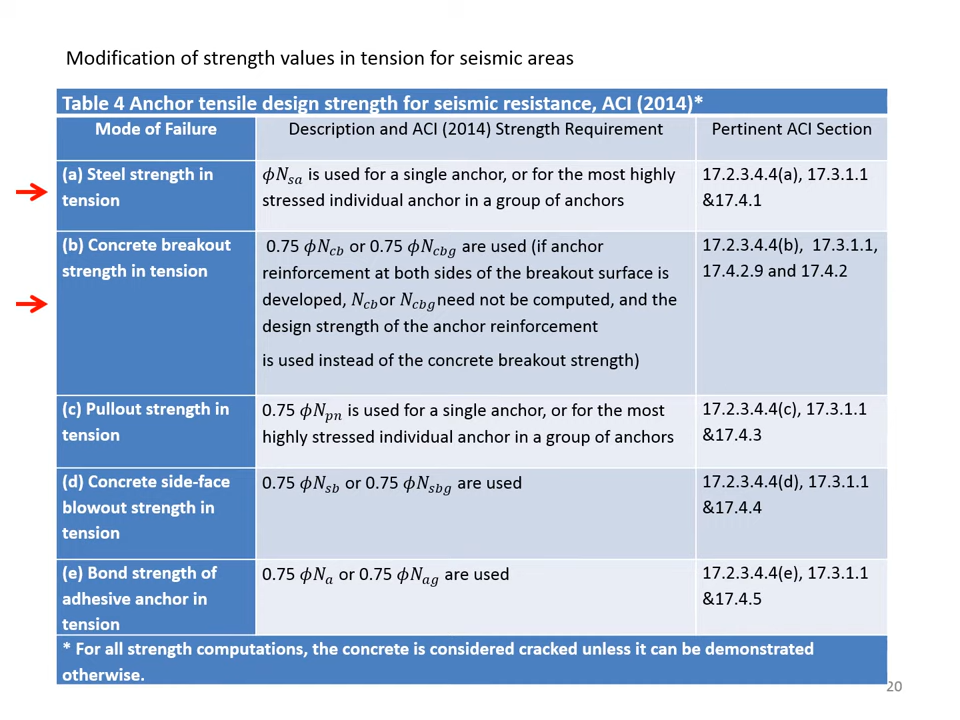 Modification of strength values in tension for seismic areas
Table 4 Anchor tensile design strength for seismic resistance, ACI (2014)*
Mode of Failure
Description and ACI (2014) Strength Requirement
Pertinent ACI Section
(a) Steel strength in
tension
𝜙𝑁𝑠𝑎 is used for a single anchor, or for the most highly
stressed individual anchor in a group of anchors
17.2.3.4.4(a), 17.3.1.1
&17.4.1
(b) Concrete breakout
strength in tension
0.75 𝜙𝑁𝑐𝑏 or 0.75 𝜙𝑁𝑐𝑏𝑔 are used (if anchor
reinforcement at both sides of the breakout surface is
developed, 𝑁𝑐𝑏or 𝑁𝑐𝑏𝑔need not be computed, and the
design strength of the anchor reinforcement
is used instead of the concrete breakout strength)
17.2.3.4.4(b), 17.3.1.1,
17.4.2.9 and 17.4.2
(c) Pullout strength in
tension
0.75 𝜙𝑁𝑝𝑛 is used for a single anchor, or for the most
highly stressed individual anchor in a group of anchors
17.2.3.4.4(c), 17.3.1.1
&17.4.3
(d) Concrete side-face
blowout strength in
tension
0.75 𝜙𝑁𝑠𝑏 or 0.75 𝜙𝑁𝑠𝑏𝑔 are used
17.2.3.4.4(d), 17.3.1.1
&17.4.4
(e) Bond strength of
adhesive anchor in
tension
0.75 𝜙𝑁𝑎 or 0.75 𝜙𝑁𝑎𝑔 are used
17.2.3.4.4(e), 17.3.1.1
&17.4.5
* For all strength computations, the concrete is considered cracked unless it can be demonstrated
otherwise.
20